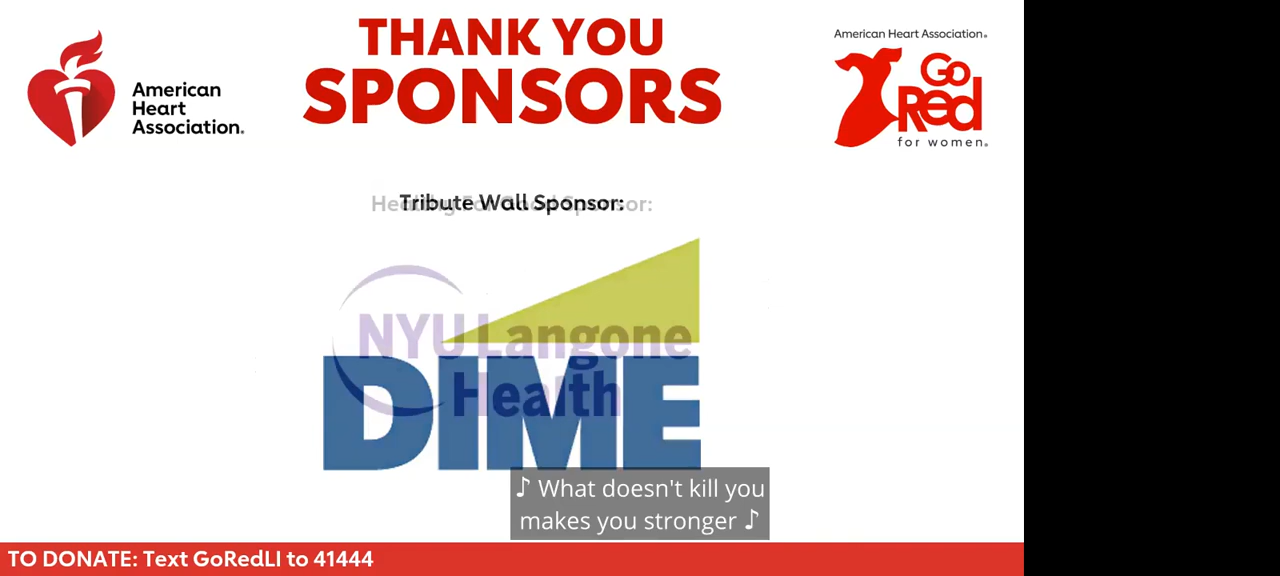 American
Heart
Association®
THANK YOU
SPONSORS
American Heart Association®
Go
Red
for women®
Tribute Wall Sponsor:
NYU Langone
Health
DIME
♪ What doesn't kill you
makes you stronger ♪
TO DONATE: Text GoRedLI to 41444